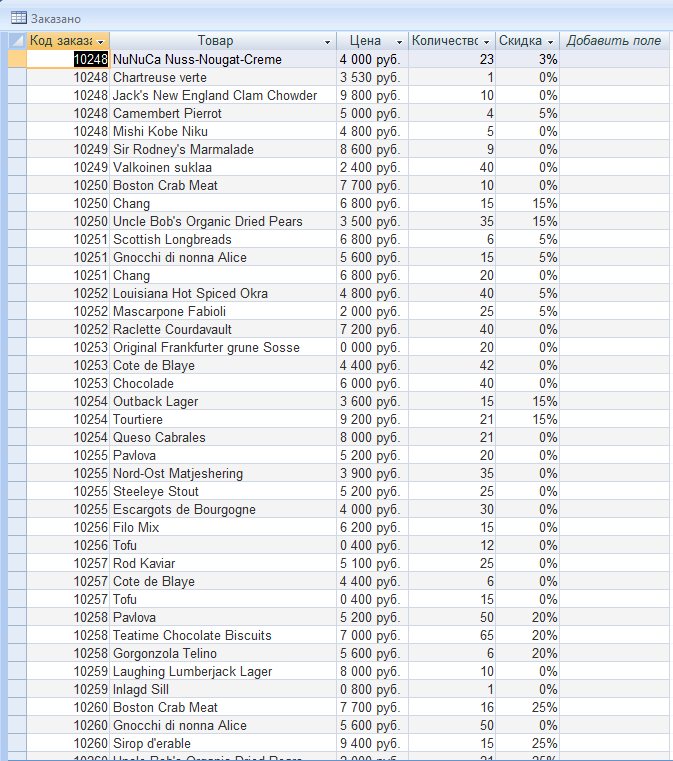 Заказано
Код заказа Товар Цена Количество Скидка Добавить поле
10248 NuNuCa Nuss-Nougat-Creme 4 000 руб. 23 3%
10248 Chartreuse verte 3 530 руб. 1 0%
10248 Jack's New England Clam Chowder 9 800 руб. 10 0%
10248 Camembert Pierrot 5 000 руб. 4 5%
10248 Mishi Kobe Niku 4 800 руб. 5 0%
10249 Sir Rodney's Marmalade 8 600 руб. 9 0%
10249 Valkoinen suklaa 2 400 руб. 40 0%
10250 Boston Crab Meat 7 700 руб. 10 0%
10250 Chang 6 800 руб. 15 15%
10250 Uncle Bob's Organic Dried Pears 3 500 руб. 35 15%
10251 Scottish Longbreads 6 800 руб. 6 5%
10251 Gnocchi di nonna Alice 5 600 руб. 15 5%
10251 Chang 6 800 руб. 20 0%
10252 Louisiana Hot Spiced Okra 4 800 руб. 40 5%
10252 Mascarpone Fabioli 2 000 руб. 25 5%
10252 Raclette Courdavault 7 200 руб. 40 0%
10253 Original Frankfurter grune Sosse 0 000 руб. 20 0%
10253 Cote de Blaye 4 400 руб. 42 0%
10253 Chocolade 6 000 руб. 40 0%
10254 Outback Lager 3 600 руб. 15 15%
10254 Tourtiere 9 200 руб. 21 15%
10254 Queso Cabrales 8 000 руб. 21 0%
10255 Pavlova 5 200 руб. 20 0%
10255 Nord-Ost Matjeshering 3 900 руб. 35 0%
10255 Steeleye Stout 5 200 руб. 25 0%
10255 Escargots de Bourgogne 4 000 руб. 30 0%
10256 Filo Mix 6 200 руб. 15 0%
10256 Tofu 0 400 руб. 12 0%
10257 Rod Kaviar 5 100 руб. 25 0%
10257 Cote de Blaye 4 400 руб. 6 0%
10257 Tofu 0 400 руб. 15 0%
10258 Pavlova 5 200 руб. 50 20%
10258 Teatime Chocolate Biscuits 7 000 руб. 65 20%
10258 Gorgonzola Telino 5 600 руб. 6 20%
10259 Laughing Lumberjack Lager 8 000 руб. 10 0%
10259 Inlagd Sill 0 800 руб. 1 0%
10260 Boston Crab Meat 7 700 руб. 16 25%
10260 Gnocchi di nonna Alice 5 600 руб. 50 0%
10260 Sirop d'erable 9 400 руб. 15 25%
10260 Uncle Bob's Organic Dried Pears руб. 21 25%